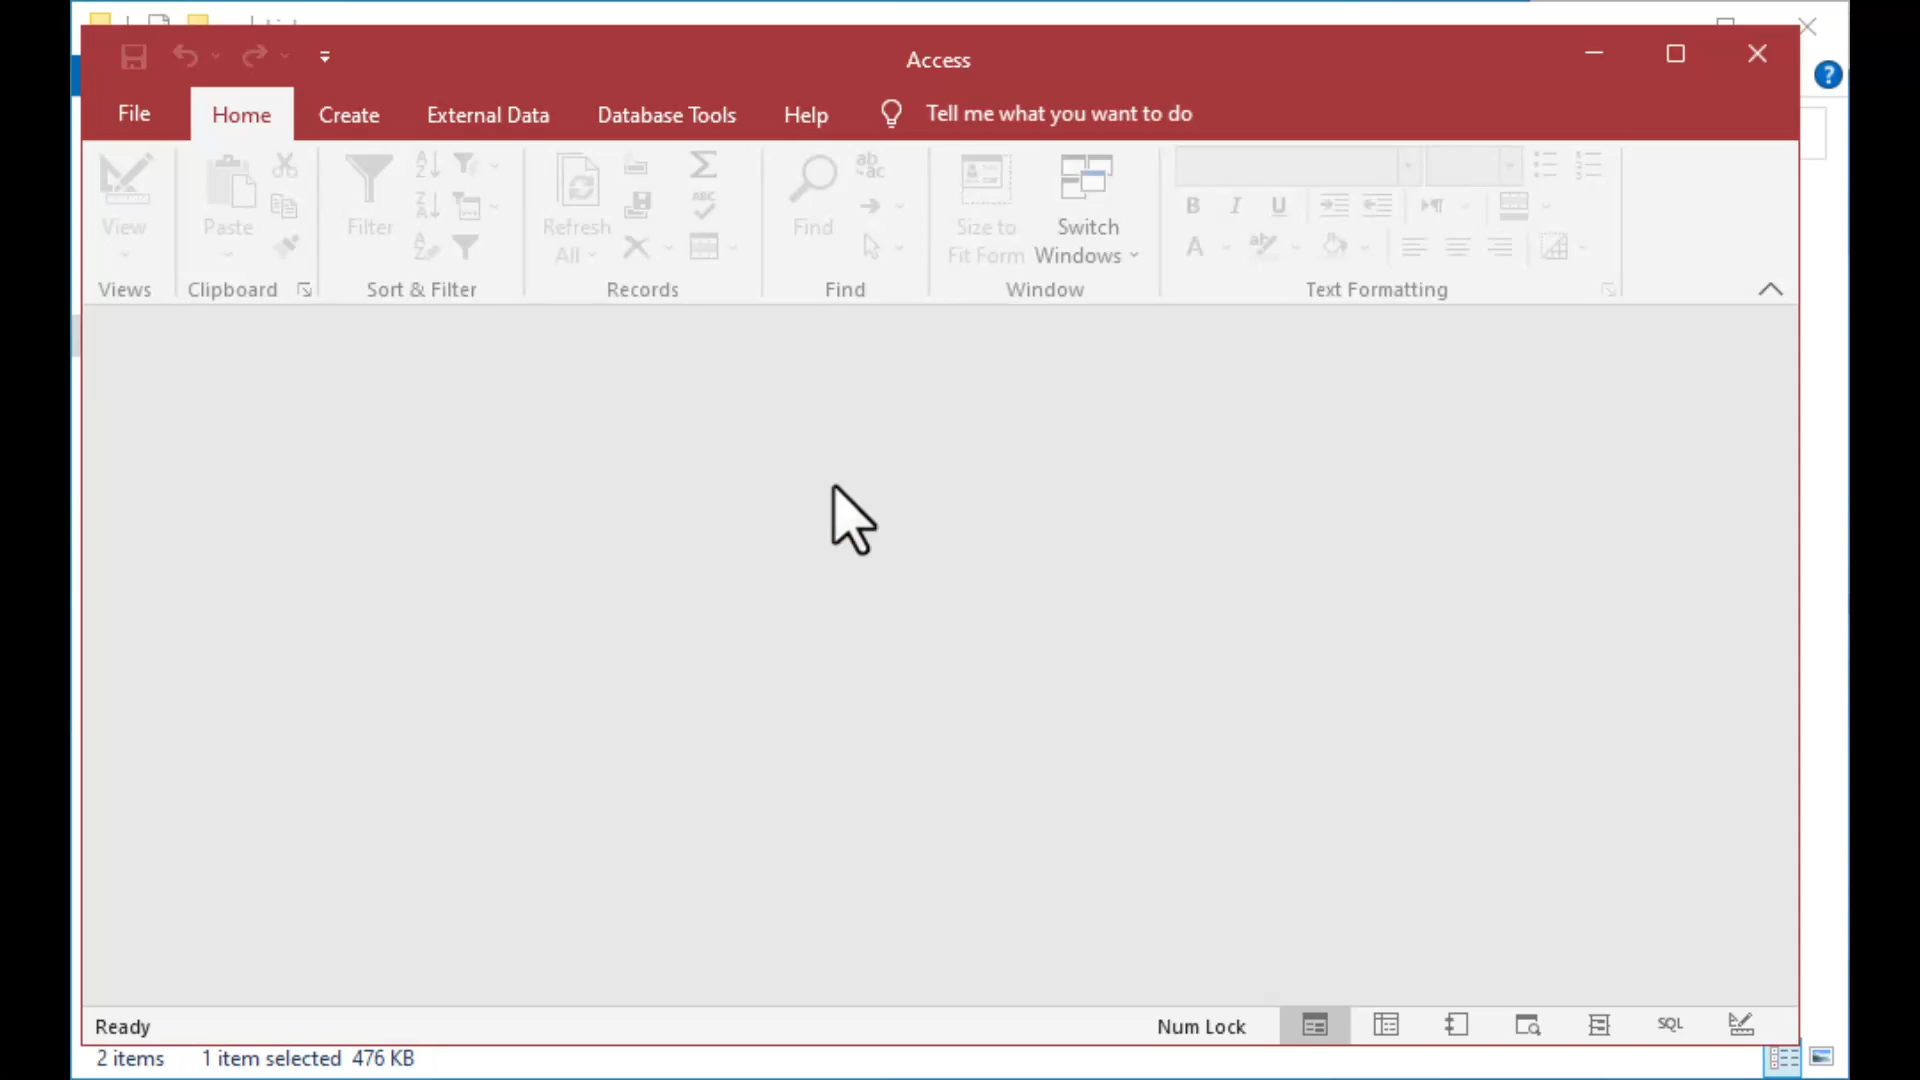 Access
File Home Create External Data Database Tools Help Tell me what you want to do
View Paste Filter Refresh All Find Size to Fit Form Switch Windows
B I U
A
Views Clipboard Sort & Filter Records Find Window Text Formatting
Ready Num Lock SQL
2 items 1 item selected 476 KB